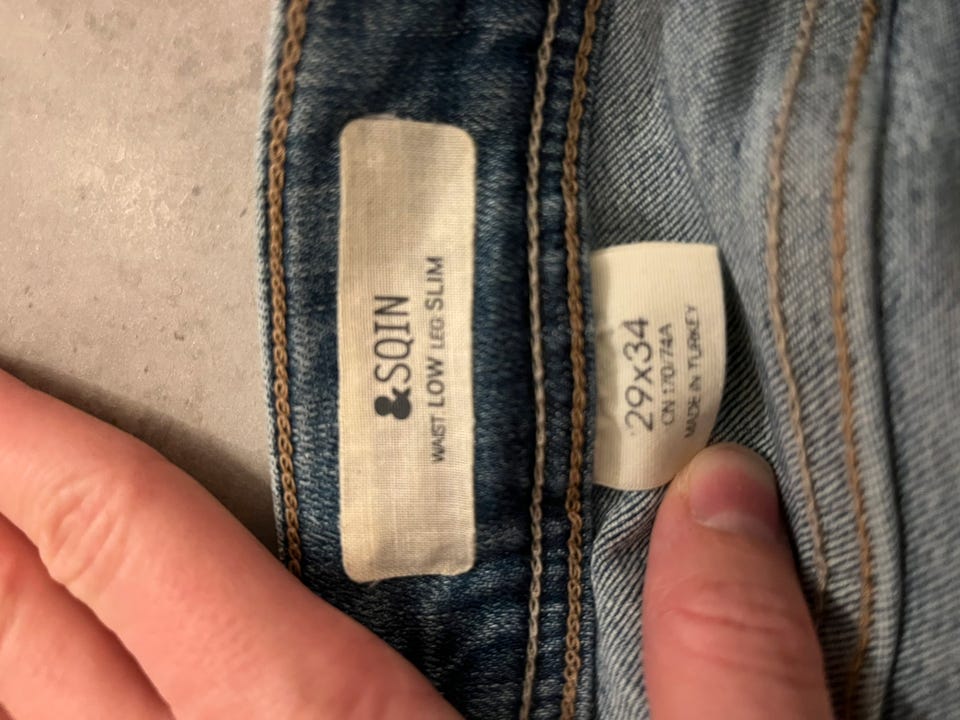 &SQIN
WAIST LOW LEG SLIM
29x34
CN 170/74A
MADE IN TURKEY